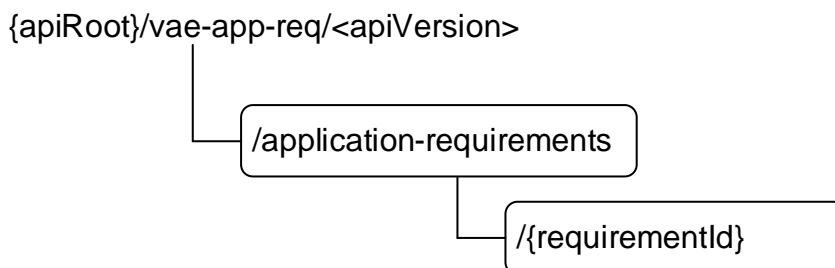 {apiRoot}/vae-app-req/<apiVersion>
/application-requirements
/{requirementId}